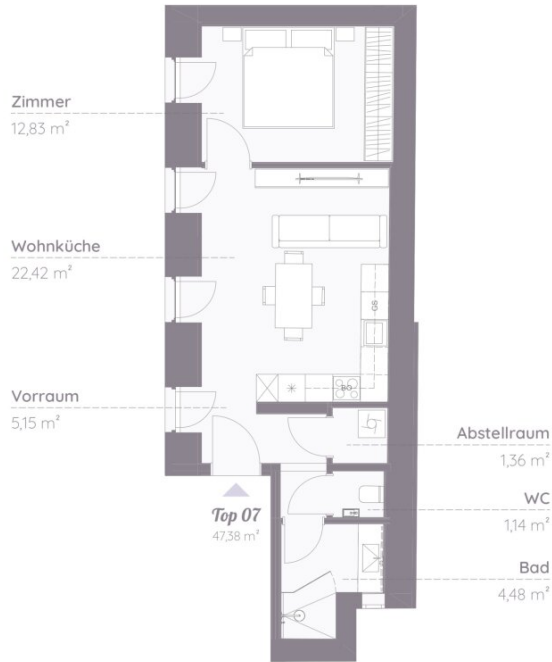 Zimmer
12,83 m²
Wohnküche
22,42 m²
GS
BO
Vorraum
5,15 m²
Abstellraum
1,36 m²
Top 07
47,38 m²
WC
1,14 m²
Bad
4,48 m²